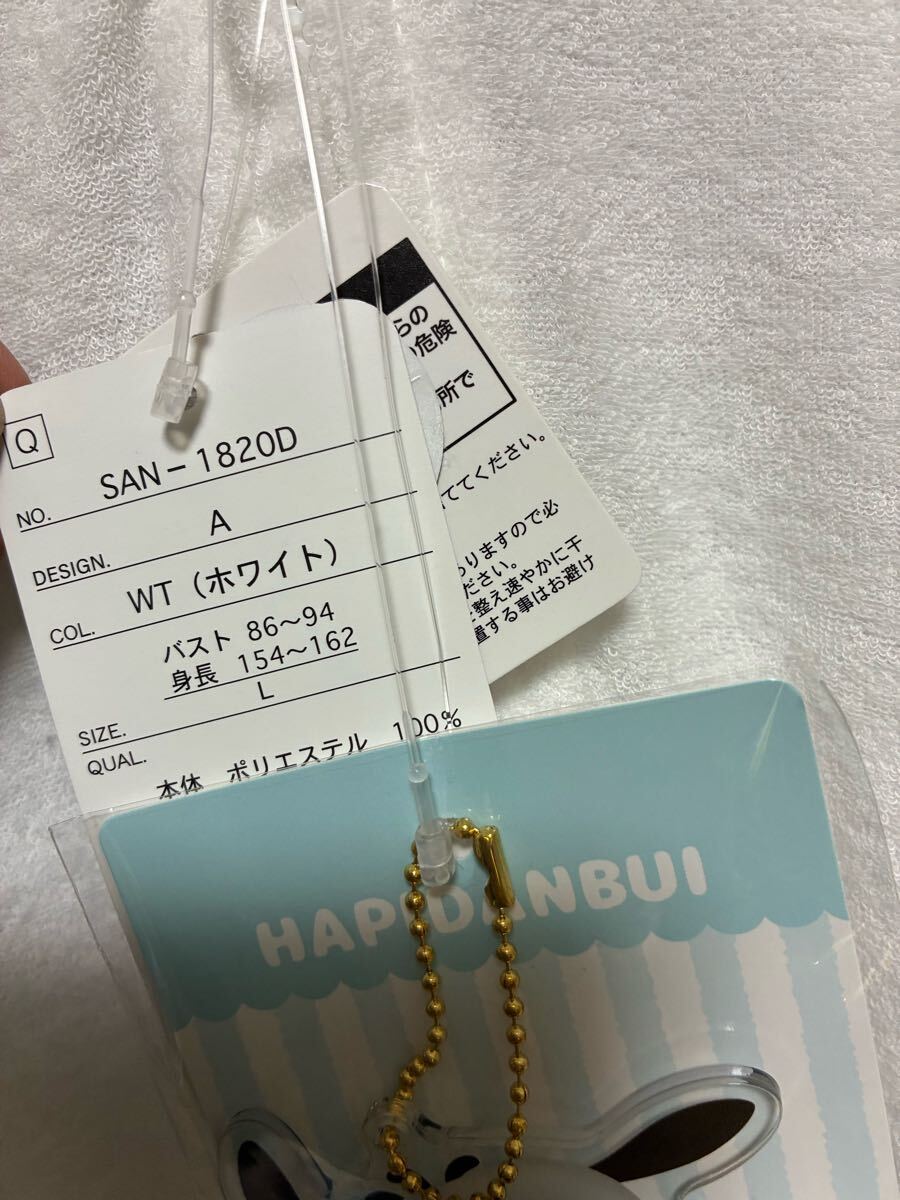 Q
NO. SAN-1820D
DESIGN. A
COL. WT (ホワイト)
バスト 86〜94
身長 154〜162
SIZE. L
QUAL.
本体 ポリエステル 100%
らの
の危険
所で
ててください。
りますので必
ださい。
整え速やかに干
置する事はお避け
HAPIDANBUI